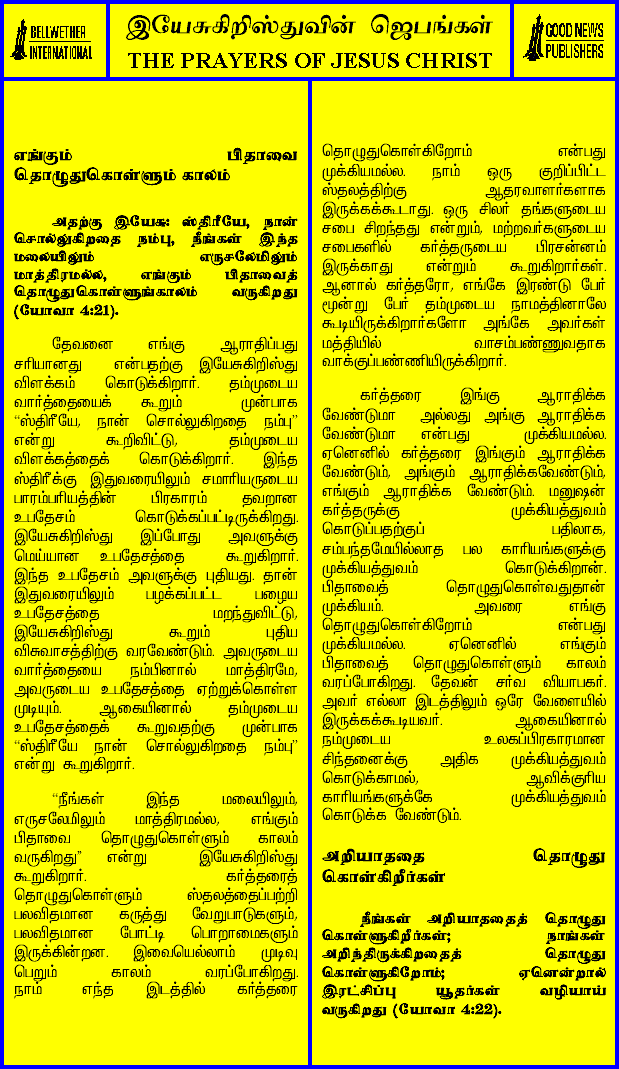 BELLWETHER
INTERNATIONAL
இயேசுகிறிஸ்துவின் ஜெபங்கள்
THE PRAYERS OF JESUS CHRIST
GOOD NEWS
PUBLISHERS
எங்கும் பிதாவை
தொழுதுகொள்ளும் காலம்
அதற்கு இயேசு: ஸ்திரீயே, நான்
சொல்லுகிறதை நம்பு, நீங்கள் இந்த
மலையிலும் எருசலேமிலும்
மாத்திரமல்ல, எங்கும் பிதாவைத்
தொழுதுகொள்ளுங்காலம் வருகிறது
(யோவா 4:21).
தேவனை எங்கு ஆராதிப்பது
சரியானது என்பதற்கு இயேசுகிறிஸ்து
விளக்கம் கொடுக்கிறார். தம்முடைய
வார்த்தையைக் கூறும் முன்பாக
“ஸ்திரீயே, நான் சொல்லுகிறதை நம்பு”
என்று கூறிவிட்டு, தம்முடைய
விளக்கத்தைக் கொடுக்கிறார். இந்த
ஸ்திரீக்கு இதுவரையிலும் சமாரியருடைய
பாரம்பரியத்தின் பிரகாரம் தவறான
உபதேசம் கொடுக்கப்பட்டிருக்கிறது.
இயேசுகிறிஸ்து இப்போது அவளுக்கு
மெய்யான உபதேசத்தை கூறுகிறார்.
இந்த உபதேசம் அவளுக்கு புதியது. தான்
இதுவரையிலும் பழக்கப்பட்ட பழைய
உபதேசத்தை மறந்துவிட்டு,
இயேசுகிறிஸ்து கூறும் புதிய
விசுவாசத்திற்கு வரவேண்டும். அவருடைய
வார்த்தையை நம்பினால் மாத்திரமே,
அவருடைய உபதேசத்தை ஏற்றுக்கொள்ள
முடியும். ஆகையினால் தம்முடைய
உபதேசத்தைக் கூறுவதற்கு முன்பாக
“ஸ்திரீயே நான் சொல்லுகிறதை நம்பு”
என்று கூறுகிறார்.
“நீங்கள் இந்த மலையிலும்,
எருசலேமிலும் மாத்திரமல்ல, எங்கும்
பிதாவை தொழுதுகொள்ளும் காலம்
வருகிறது” என்று இயேசுகிறிஸ்து
கூறுகிறார். கர்த்தரைத்
தொழுதுகொள்ளும் ஸ்தலத்தைப்பற்றி
பலவிதமான கருத்து வேறுபாடுகளும்,
பலவிதமான போட்டி பொறாமைகளும்
இருக்கின்றன. இவையெல்லாம் முடிவு
பெறும் காலம் வரப்போகிறது.
நாம் எந்த இடத்தில் கர்த்தரை
தொழுதுகொள்கிறோம் என்பது
முக்கியமல்ல. நாம் ஒரு குறிப்பிட்ட
ஸ்தலத்திற்கு ஆதரவாளர்களாக
இருக்கக்கூடாது. ஒரு சிலர் தங்களுடைய
சபை சிறந்தது என்றும், மற்றவர்களுடைய
சபைகளில் கர்த்தருடைய பிரசன்னம்
இருக்காது என்றும் கூறுகிறார்கள்.
ஆனால் கர்த்தரோ, எங்கே இரண்டு பேர்
மூன்று பேர் தம்முடைய நாமத்தினாலே
கூடியிருக்கிறார்களோ அங்கே அவர்கள்
மத்தியில் வாசம்பண்ணுவதாக
வாக்குப்பண்ணியிருக்கிறார்.
கர்த்தரை இங்கு ஆராதிக்க
வேண்டுமா அல்லது அங்கு ஆராதிக்க
வேண்டுமா என்பது முக்கியமல்ல.
ஏனெனில் கர்த்தரை இங்கும் ஆராதிக்க
வேண்டும், அங்கும் ஆராதிக்கவேண்டும்,
எங்கும் ஆராதிக்க வேண்டும். மனுஷன்
கர்த்தருக்கு முக்கியத்துவம்
கொடுப்பதற்குப் பதிலாக,
சம்பந்தமேயில்லாத பல காரியங்களுக்கு
முக்கியத்துவம் கொடுக்கிறான்.
பிதாவைத் தொழுதுகொள்வதுதான்
முக்கியம். அவரை எங்கு
தொழுதுகொள்கிறோம் என்பது
முக்கியமல்ல. ஏனெனில் எங்கும்
பிதாவைத் தொழுதுகொள்ளும் காலம்
வரப்போகிறது. தேவன் சர்வ வியாபகர்.
அவர் எல்லா இடத்திலும் ஒரே வேளையில்
இருக்கக்கூடியவர். ஆகையினால்
நம்முடைய உலகப்பிரகாரமான
சிந்தனைக்கு அதிக முக்கியத்துவம்
கொடுக்காமல், ஆவிக்குரிய
காரியங்களுக்கே முக்கியத்துவம்
கொடுக்க வேண்டும்.
அறியாததை தொழுது
கொள்கிறீர்கள்
நீங்கள் அறியாததைத் தொழுது
கொள்ளுகிறீர்கள்; நாங்கள்
அறிந்திருக்கிறதைத் தொழுது
கொள்ளுகிறோம்; ஏனென்றால்
இரட்சிப்பு யூதர்கள் வழியாய்
வருகிறது (யோவா 4:22).